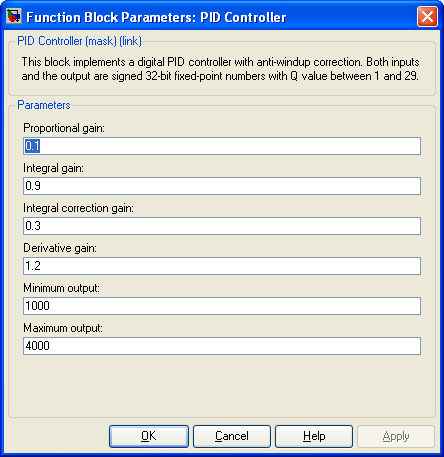 Function Block Parameters: PID Controller
PID Controller (mask) (link)
This block implements a digital PID controller with anti-windup correction. Both inputs
and the output are signed 32-bit fixed-point numbers with Q value between 1 and 29.
Parameters
Proportional gain:
0.1
Integral gain:
0.9
Integral correction gain:
0.3
Derivative gain:
1.2
Minimum output:
1000
Maximum output:
4000
OK Cancel Help Apply